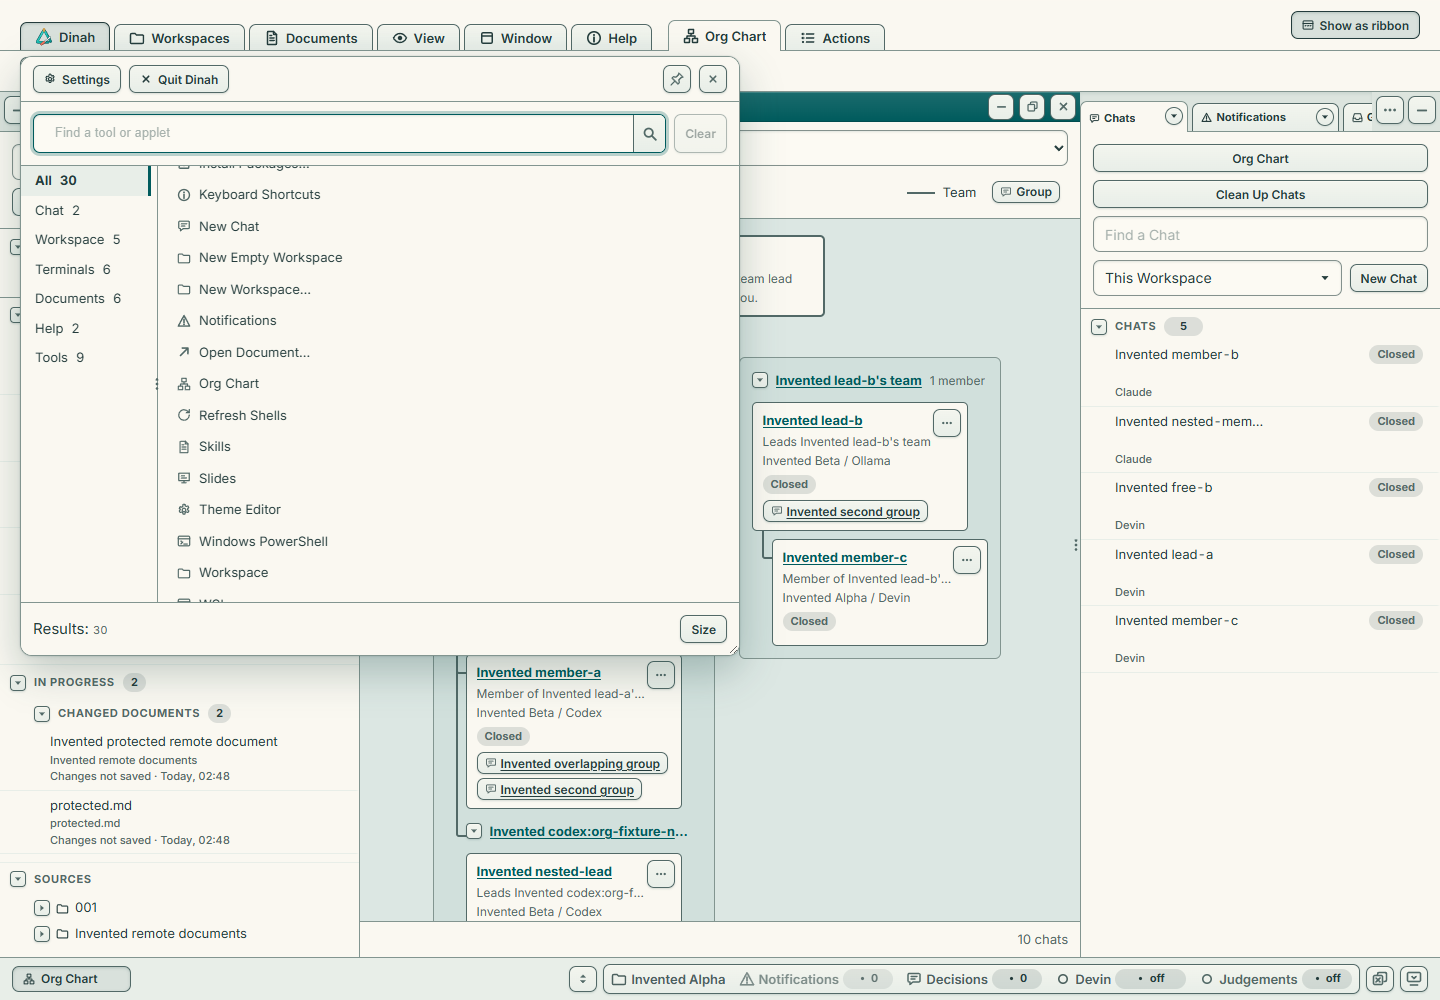 Dinah
Workspaces
Documents
View
Window
Help
Org Chart
Actions
Show as ribbon
Settings
Quit Dinah
Find a tool or applet
Clear
All 30
Chat 2
Workspace 5
Terminals 6
Documents 6
Help 2
Tools 9
Install Packages...
Keyboard Shortcuts
New Chat
New Empty Workspace
New Workspace...
Notifications
Open Document...
Org Chart
Refresh Shells
Skills
Slides
Theme Editor
Windows PowerShell
Workspace
Results: 30
Size
Team
Group
eam lead
ou.
Invented lead-b's team 1 member
Invented lead-b
Leads Invented lead-b's team
Invented Beta / Ollama
Closed
Invented second group
Invented member-c
Member of Invented lead-b'...
Invented Alpha / Devin
Closed
Invented member-a
Member of Invented lead-a'...
Invented Beta / Codex
Closed
Invented overlapping group
Invented second group
Invented codex:org-fixture-n...
Invented nested-lead
Leads Invented codex:org-f...
Invented Beta / Codex
10 chats
IN PROGRESS 2
CHANGED DOCUMENTS 2
Invented protected remote document
Invented remote documents
Changes not saved · Today, 02:48
protected.md
protected.md
Changes not saved · Today, 02:48
SOURCES
001
Invented remote documents
Chats
Notifications
Org Chart
Clean Up Chats
Find a Chat
This Workspace
New Chat
CHATS 5
Invented member-b Closed
Claude
Invented nested-mem... Closed
Claude
Invented free-b Closed
Devin
Invented lead-a Closed
Devin
Invented member-c Closed
Devin
Org Chart
Invented Alpha
Notifications • 0
Decisions • 0
Devin • off
Judgements • off